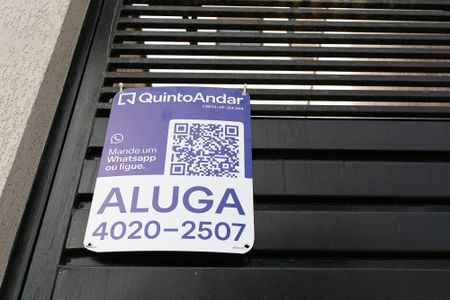 QuintoAndar
Mande um
Whatsapp
ou ligue.
ALUGA
4020-2507